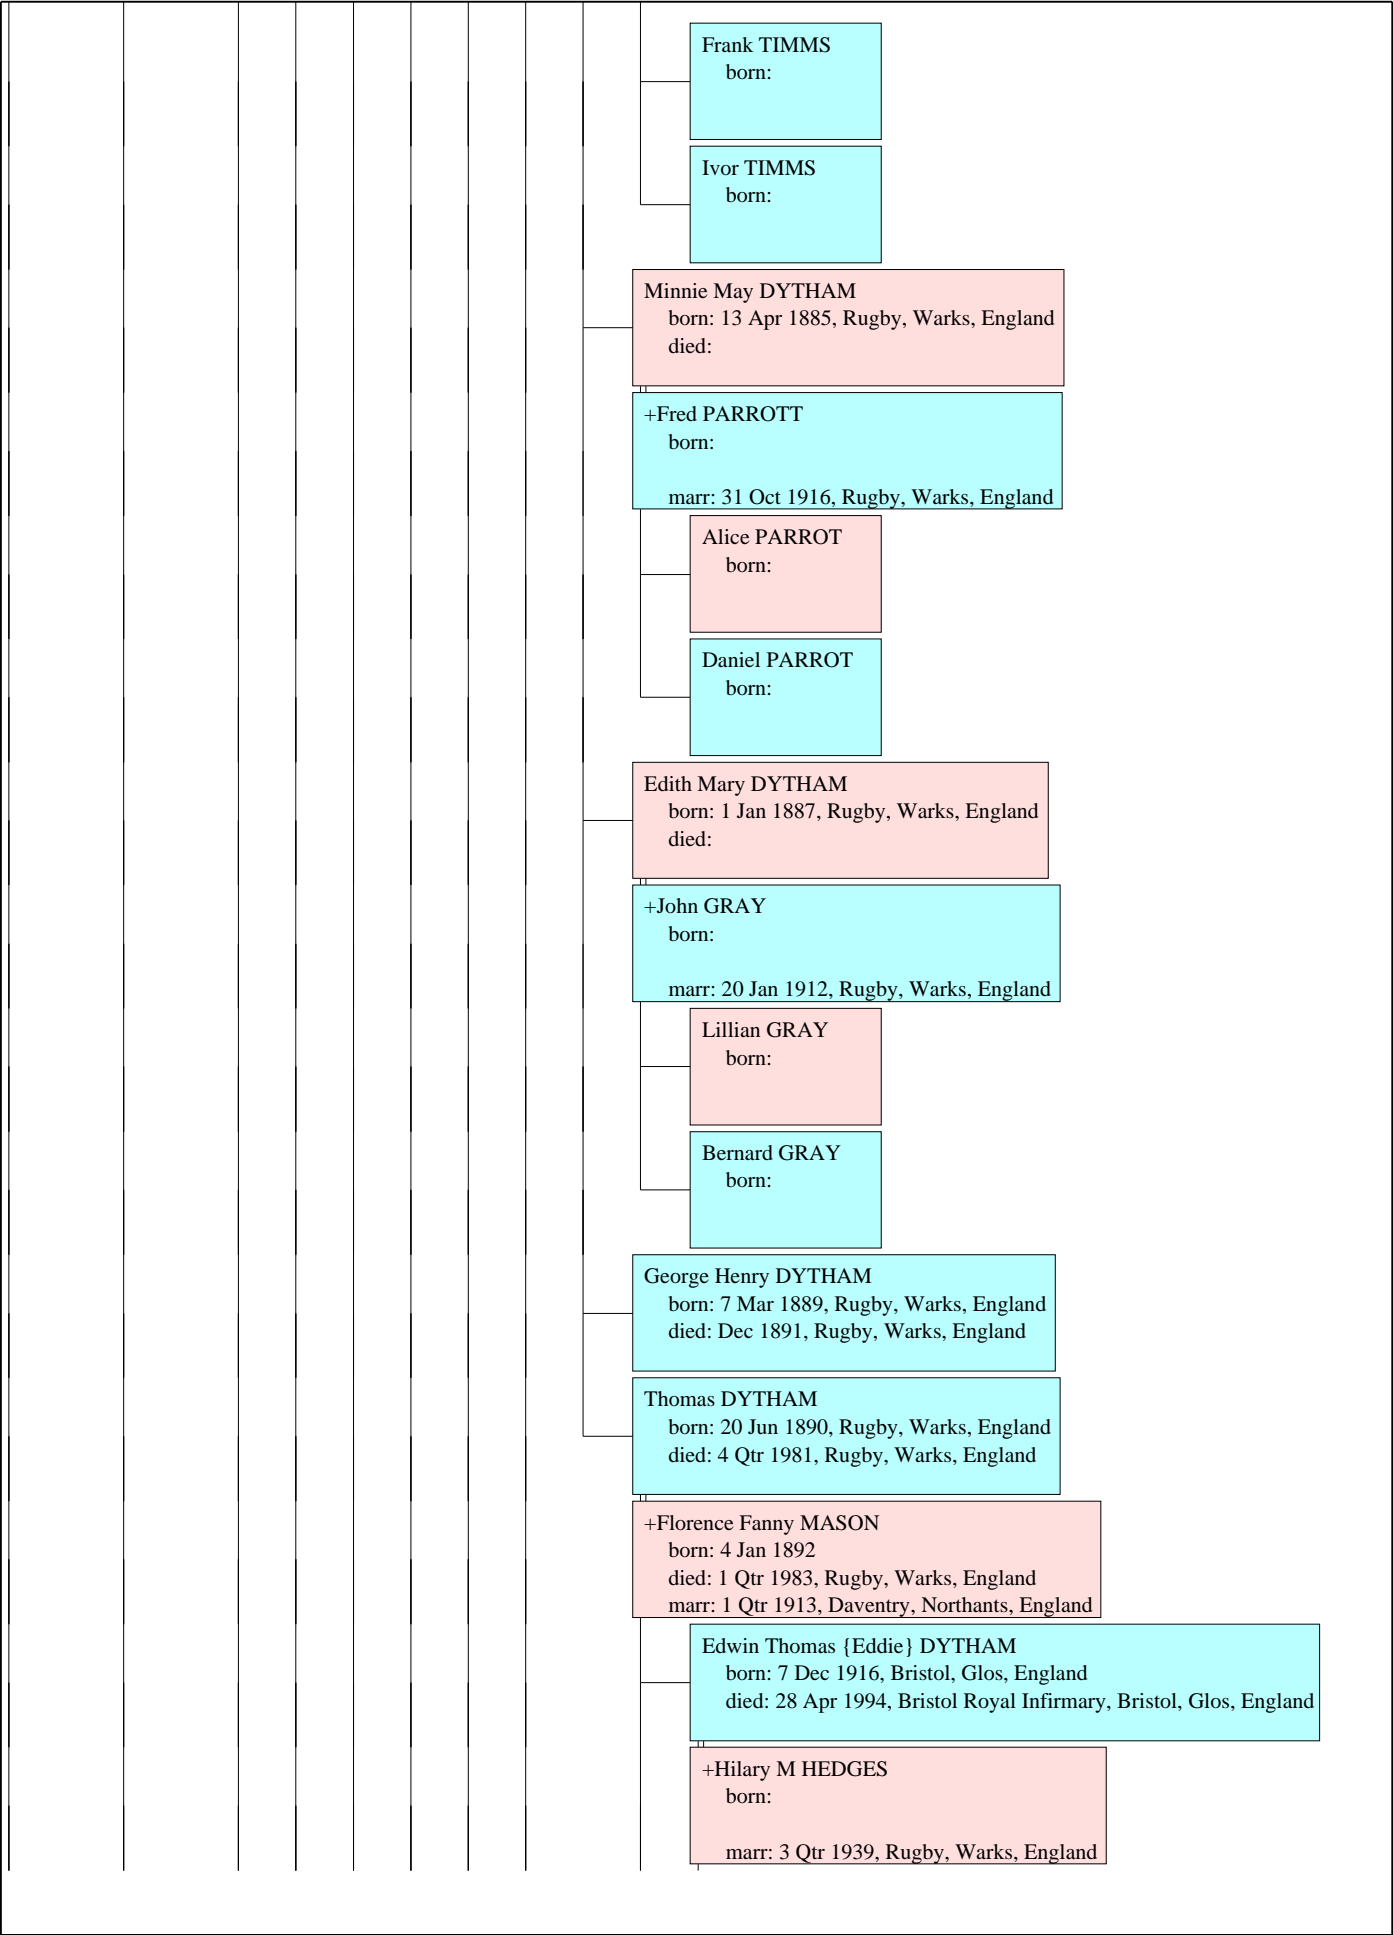 Frank TIMMS
born:
Ivor TIMMS
born:
Minnie May DYTHAM
born: 13 Apr 1885, Rugby, Warks, England
died:
+Fred PARROTT
born:
marr: 31 Oct 1916, Rugby, Warks, England
Alice PARROT
born:
Daniel PARROT
born:
Edith Mary DYTHAM
born: 1 Jan 1887, Rugby, Warks, England
died:
+John GRAY
born:
marr: 20 Jan 1912, Rugby, Warks, England
Lillian GRAY
born:
Bernard GRAY
born:
George Henry DYTHAM
born: 7 Mar 1889, Rugby, Warks, England
died: Dec 1891, Rugby, Warks, England
Thomas DYTHAM
born: 20 Jun 1890, Rugby, Warks, England
died: 4 Qtr 1981, Rugby, Warks, England
+Florence Fanny MASON
born: 4 Jan 1892
died: 1 Qtr 1983, Rugby, Warks, England
marr: 1 Qtr 1913, Daventry, Northants, England
Edwin Thomas {Eddie} DYTHAM
born: 7 Dec 1916, Bristol, Glos, England
died: 28 Apr 1994, Bristol Royal Infirmary, Bristol, Glos, England
+Hilary M HEDGES
born:
marr: 3 Qtr 1939, Rugby, Warks, England